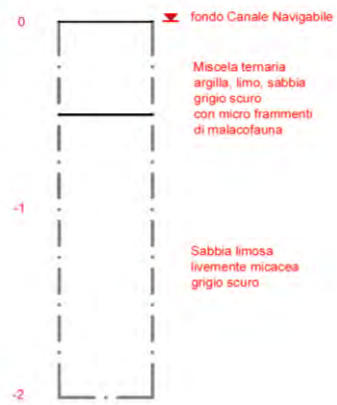 0
fondo Canale Navigabile
Miscela ternaria
argilla, limo, sabbia
grigio scuro
con micro frammenti
di malacofauna
-1
Sabbia limosa
livemente micacea
grigio scuro
-2